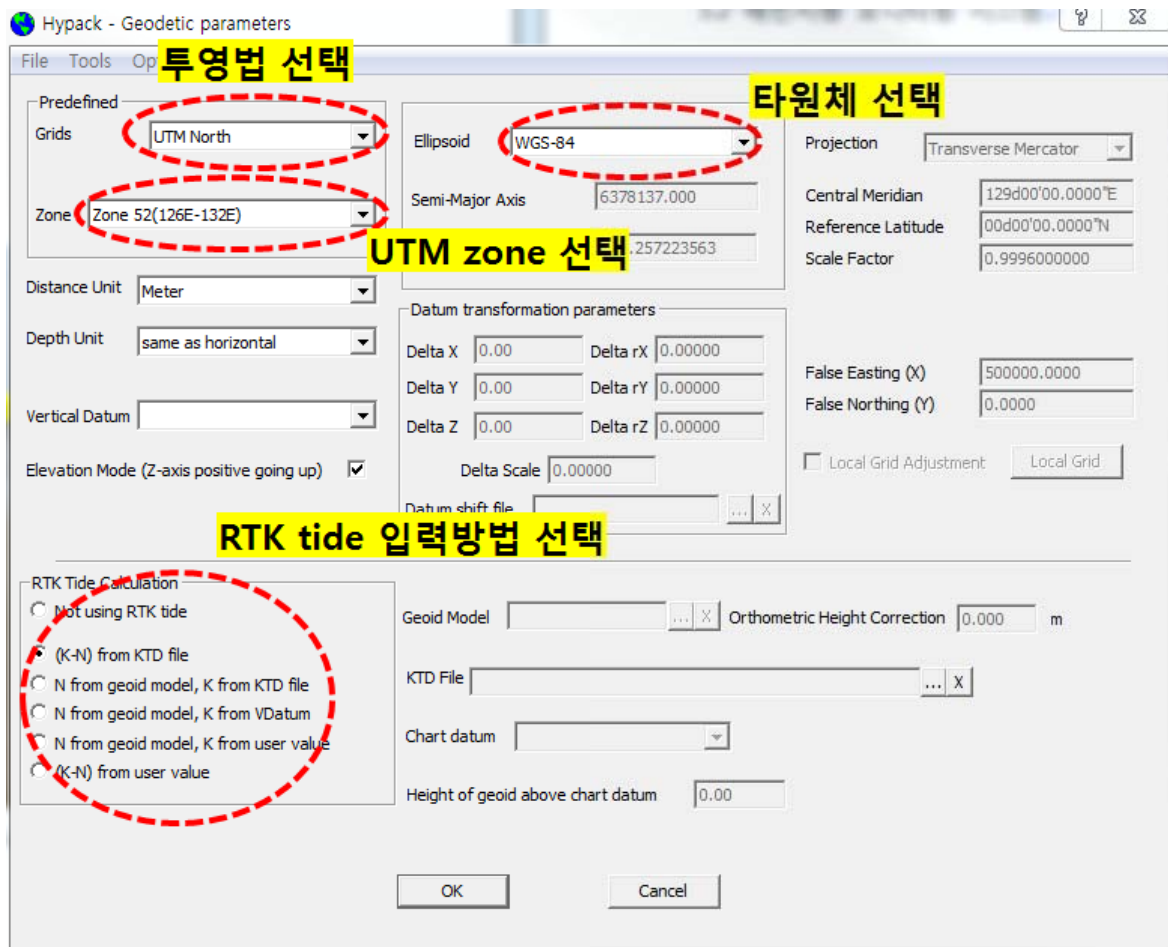 Hypack - Geodetic parameters
File Tools Op
투영법 선택
타원체 선택
Predefined
Grids UTM North
Zone Zone 52(126E-132E)
UTM zone 선택
Ellipsoid WGS-84
Semi-Major Axis 6378137.000
.257223563
Projection Transverse Mercator
Central Meridian 129d00'00.0000"E
Reference Latitude 00d00'00.0000"N
Scale Factor 0.9996000000
Distance Unit Meter
Depth Unit same as horizontal
Vertical Datum
Elevation Mode (Z-axis positive going up)
Datum transformation parameters
Delta X 0.00 Delta rX 0.00000
Delta Y 0.00 Delta rY 0.00000
Delta Z 0.00 Delta rZ 0.00000
Delta Scale 0.00000
Datum shift file ... X
False Easting (X) 500000.0000
False Northing (Y) 0.0000
Local Grid Adjustment Local Grid
RTK tide 입력방법 선택
RTK Tide Calculation
Not using RTK tide
(K-N) from KTD file
N from geoid model, K from KTD file
N from geoid model, K from VDatum
N from geoid model, K from user value
(K-N) from user value
Geoid Model ... X Orthometric Height Correction 0.000 m
KTD File ... X
Chart datum
Height of geoid above chart datum 0.00
OK Cancel